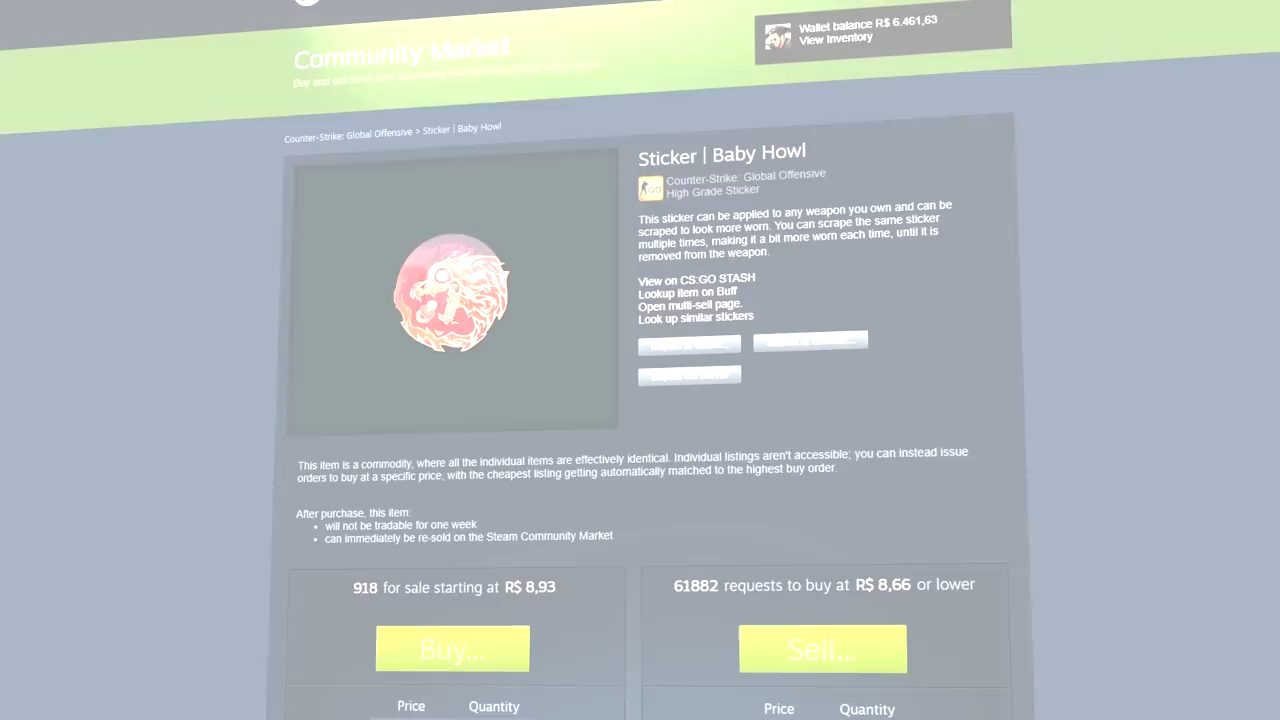 Wallet balance R$ 6.461,63
View Inventory
Community Market
Buy and sell items with
Counter-Strike: Global Offensive > Sticker | Baby Howl
Sticker | Baby Howl
Counter-Strike: Global Offensive
High Grade Sticker
This sticker can be applied to any weapon you own and can be
scraped to look more worn. You can scrape the same sticker
multiple times, making it a bit more worn each time, until it is
removed from the weapon.
View on CS:GO STASH
Lookup item on Buff
Open multi-sell page.
Look up similar stickers
This item is a commodity, where all the individual items are effectively identical. Individual listings aren't accessible; you can instead issue
orders to buy at a specific price, with the cheapest listing getting automatically matched to the highest buy order.
After purchase, this item:
• will not be tradable for one week
• can immediately be re-sold on the Steam Community Market
918 for sale starting at R$ 8,93
Buy...
Price Quantity
61882 requests to buy at R$ 8,66 or lower
Sell...
Price Quantity